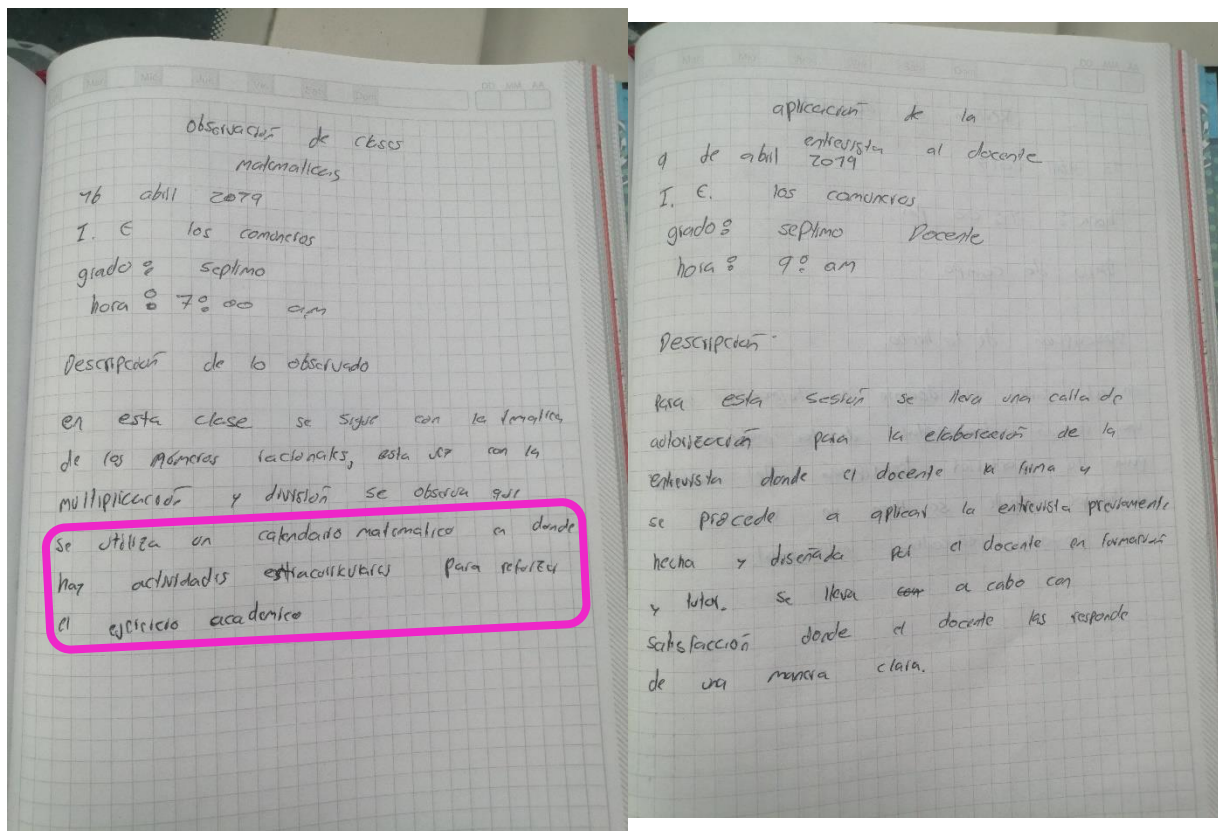 observación de clases
matematicas
16 abril 2019
I. E los comuneros
grado: septimo
hora: 7:00 am
Descripción de lo observado
en esta clase se sigue con la tematica
de los números racionales, esta vez con la
multiplicación y división se observa que
se utiliza un calendario matematico en donde
hay actividades extracurriculares para reforzar
el ejercicio academico
aplicación de la
entrevista al docente
9 de abril 2019
I. E. los comuneros
grado: septimo Docente
hora: 9: am
Descripción
para esta sesión se lleva una carta de
autorización para la elaboración de la
entrevista donde el docente la firma y
se procede a aplicar la entrevista previamente
hecha y diseñada por el docente en formación
y tutor. se lleva a cabo con
satisfacción donde el docente las responde
de una manera clara.